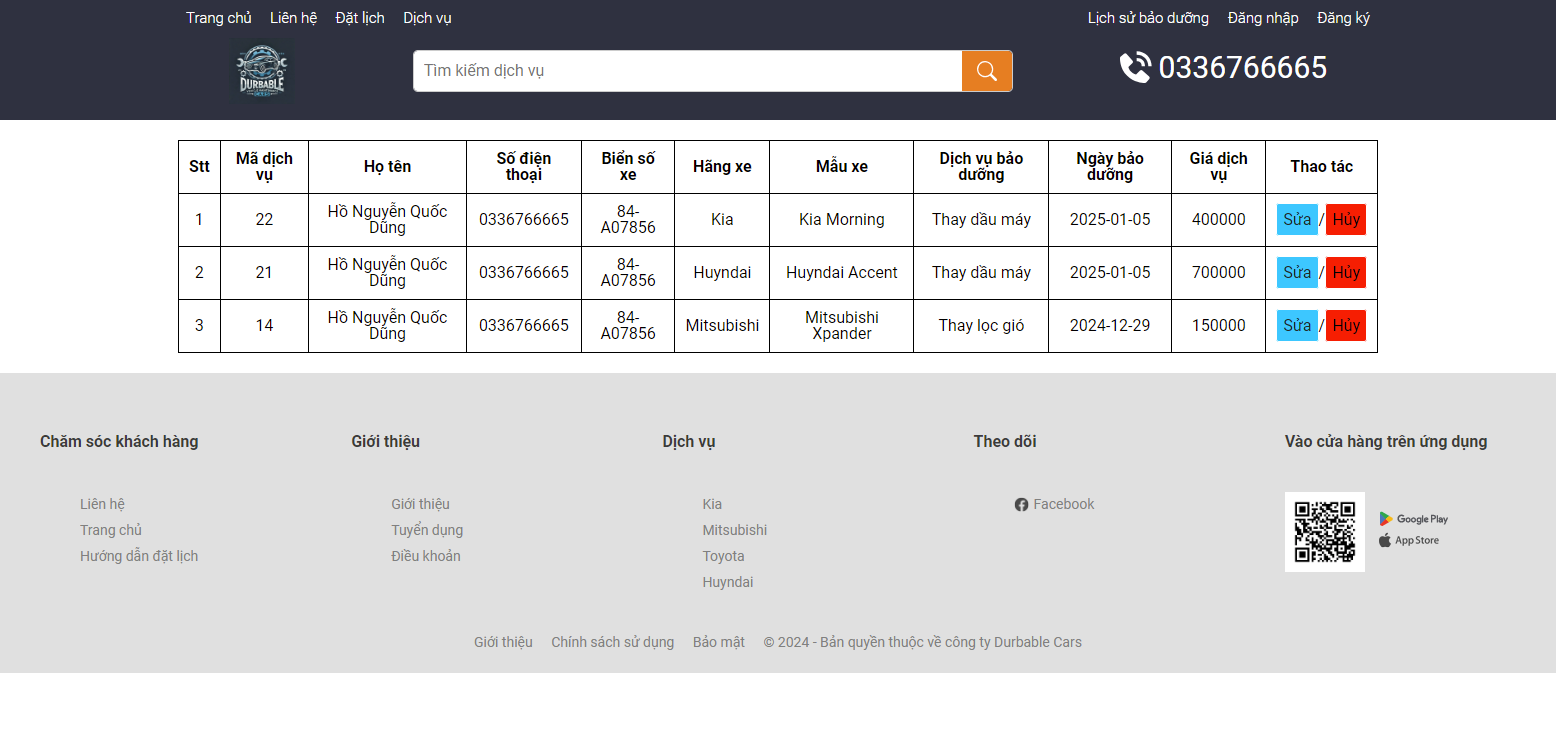 Trang chủ Liên hệ Đặt lịch Dịch vụ Lịch sử bảo dưỡng Đăng nhập Đăng ký
DURBABLE
Tìm kiếm dịch vụ
0336766665
Stt Mã dịch vụ Họ tên Số điện thoại Biển số xe Hãng xe Mẫu xe Dịch vụ bảo dưỡng Ngày bảo dưỡng Giá dịch vụ Thao tác
1 22 Hồ Nguyễn Quốc Dũng 0336766665 84-A07856 Kia Kia Morning Thay dầu máy 2025-01-05 400000 Sửa/Hủy
2 21 Hồ Nguyễn Quốc Dũng 0336766665 84-A07856 Huyndai Huyndai Accent Thay dầu máy 2025-01-05 700000 Sửa/Hủy
3 14 Hồ Nguyễn Quốc Dũng 0336766665 84-A07856 Mitsubishi Mitsubishi Xpander Thay lọc gió 2024-12-29 150000 Sửa/Hủy
Chăm sóc khách hàng
Liên hệ
Trang chủ
Hướng dẫn đặt lịch
Giới thiệu
Giới thiệu
Tuyển dụng
Điều khoản
Dịch vụ
Kia
Mitsubishi
Toyota
Huyndai
Theo dõi
Facebook
Vào cửa hàng trên ứng dụng
Google Play
App Store
Giới thiệu Chính sách sử dụng Bảo mật © 2024 - Bản quyền thuộc về công ty Durbable Cars